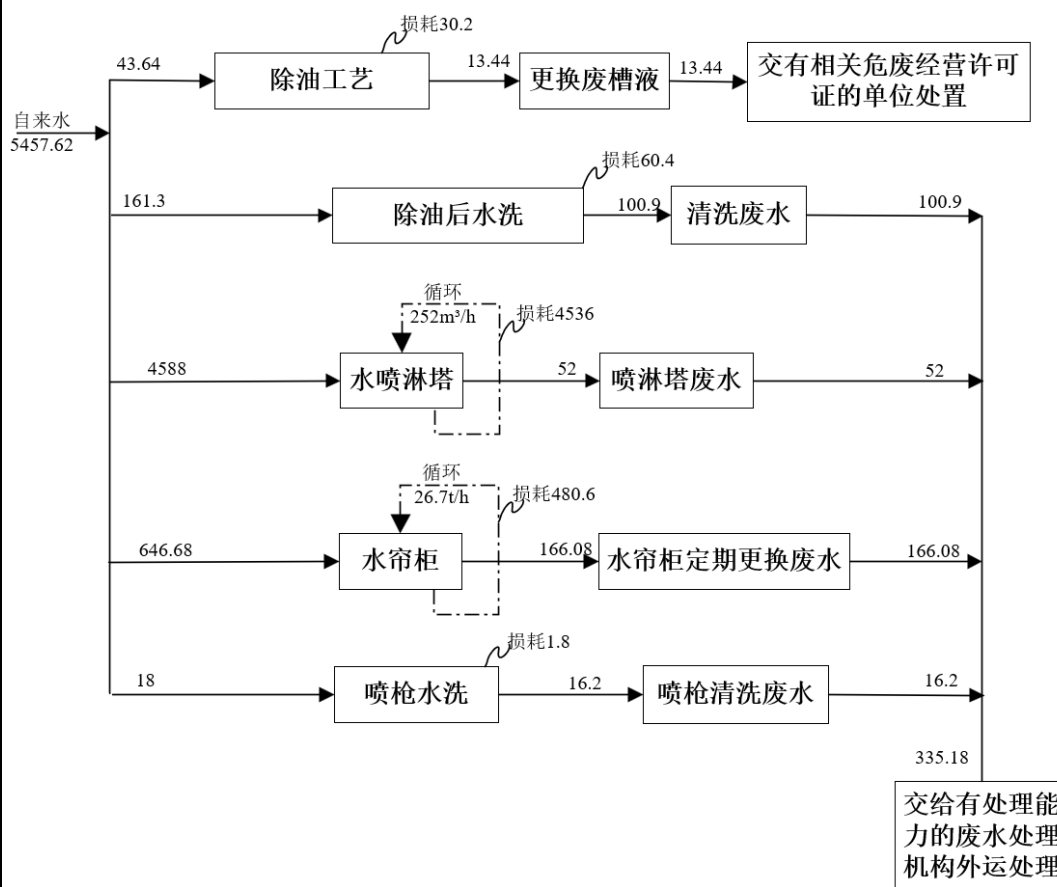 损耗30.2
43.64
除油工艺
13.44
更换废槽液
13.44
交有相关危废经营许可
证的单位处置
自来水
5457.62
损耗60.4
161.3
除油后水洗
100.9
清洗废水
100.9
循环
252m³/h
损耗4536
4588
水喷淋塔
52
喷淋塔废水
52
循环
26.7t/h
损耗480.6
646.68
水帘柜
166.08
水帘柜定期更换废水
166.08
损耗1.8
18
喷枪水洗
16.2
喷枪清洗废水
16.2
335.18
交给有处理能
力的废水处理
机构外运处理